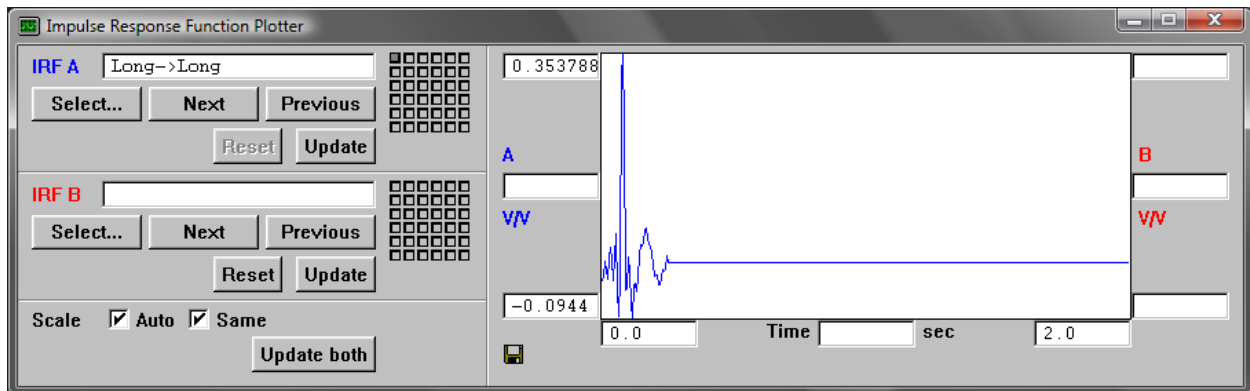 Impulse Response Function Plotter
IRF A Long->Long
Select... Next Previous
Reset Update
IRF B
Select... Next Previous
Reset Update
Scale Auto Same
Update both
0.353788
A B
V/V V/V
-0.0944
0.0 Time sec 2.0